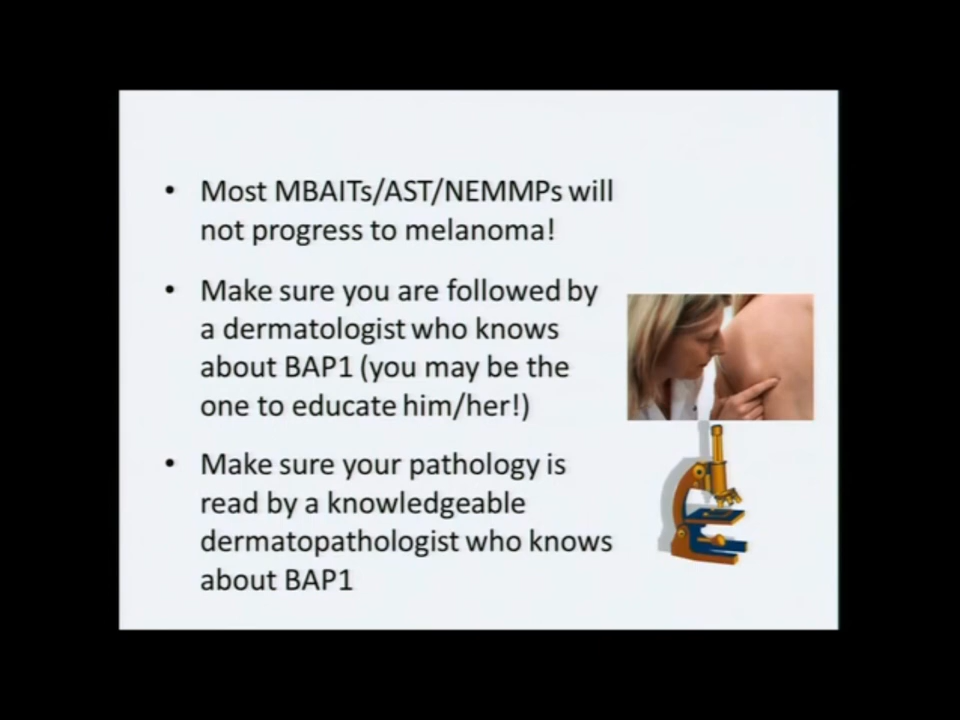 • Most MBAITs/AST/NEMMPs will
not progress to melanoma!
• Make sure you are followed by
a dermatologist who knows
about BAP1 (you may be the
one to educate him/her!)
• Make sure your pathology is
read by a knowledgeable
dermatopathologist who knows
about BAP1